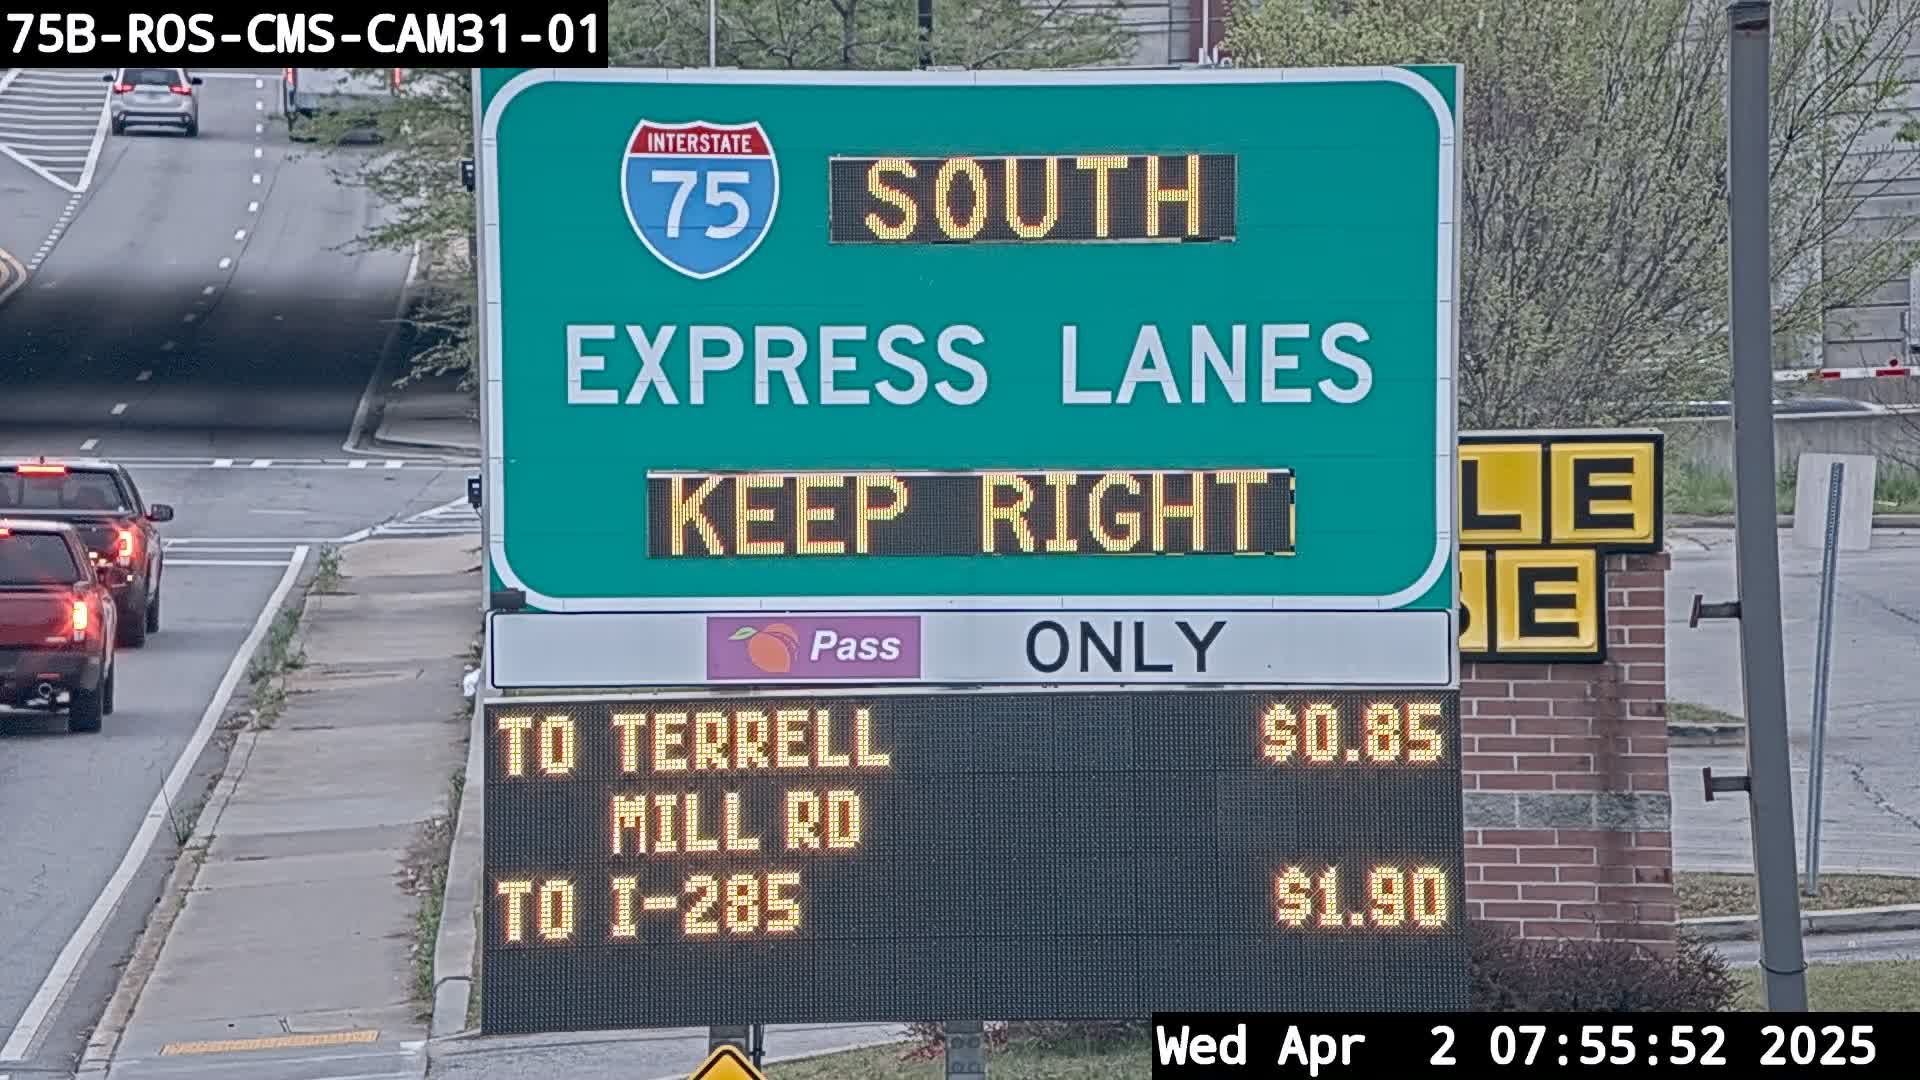 75B-ROS-CMS-CAM31-01
INTERSTATE
75
SOUTH
EXPRESS LANES
KEEP RIGHT
Pass ONLY
TO TERRELL $0.85
MILL RD
TO I-285 $1.90
LE
E
Wed Apr 2 07:55:52 2025